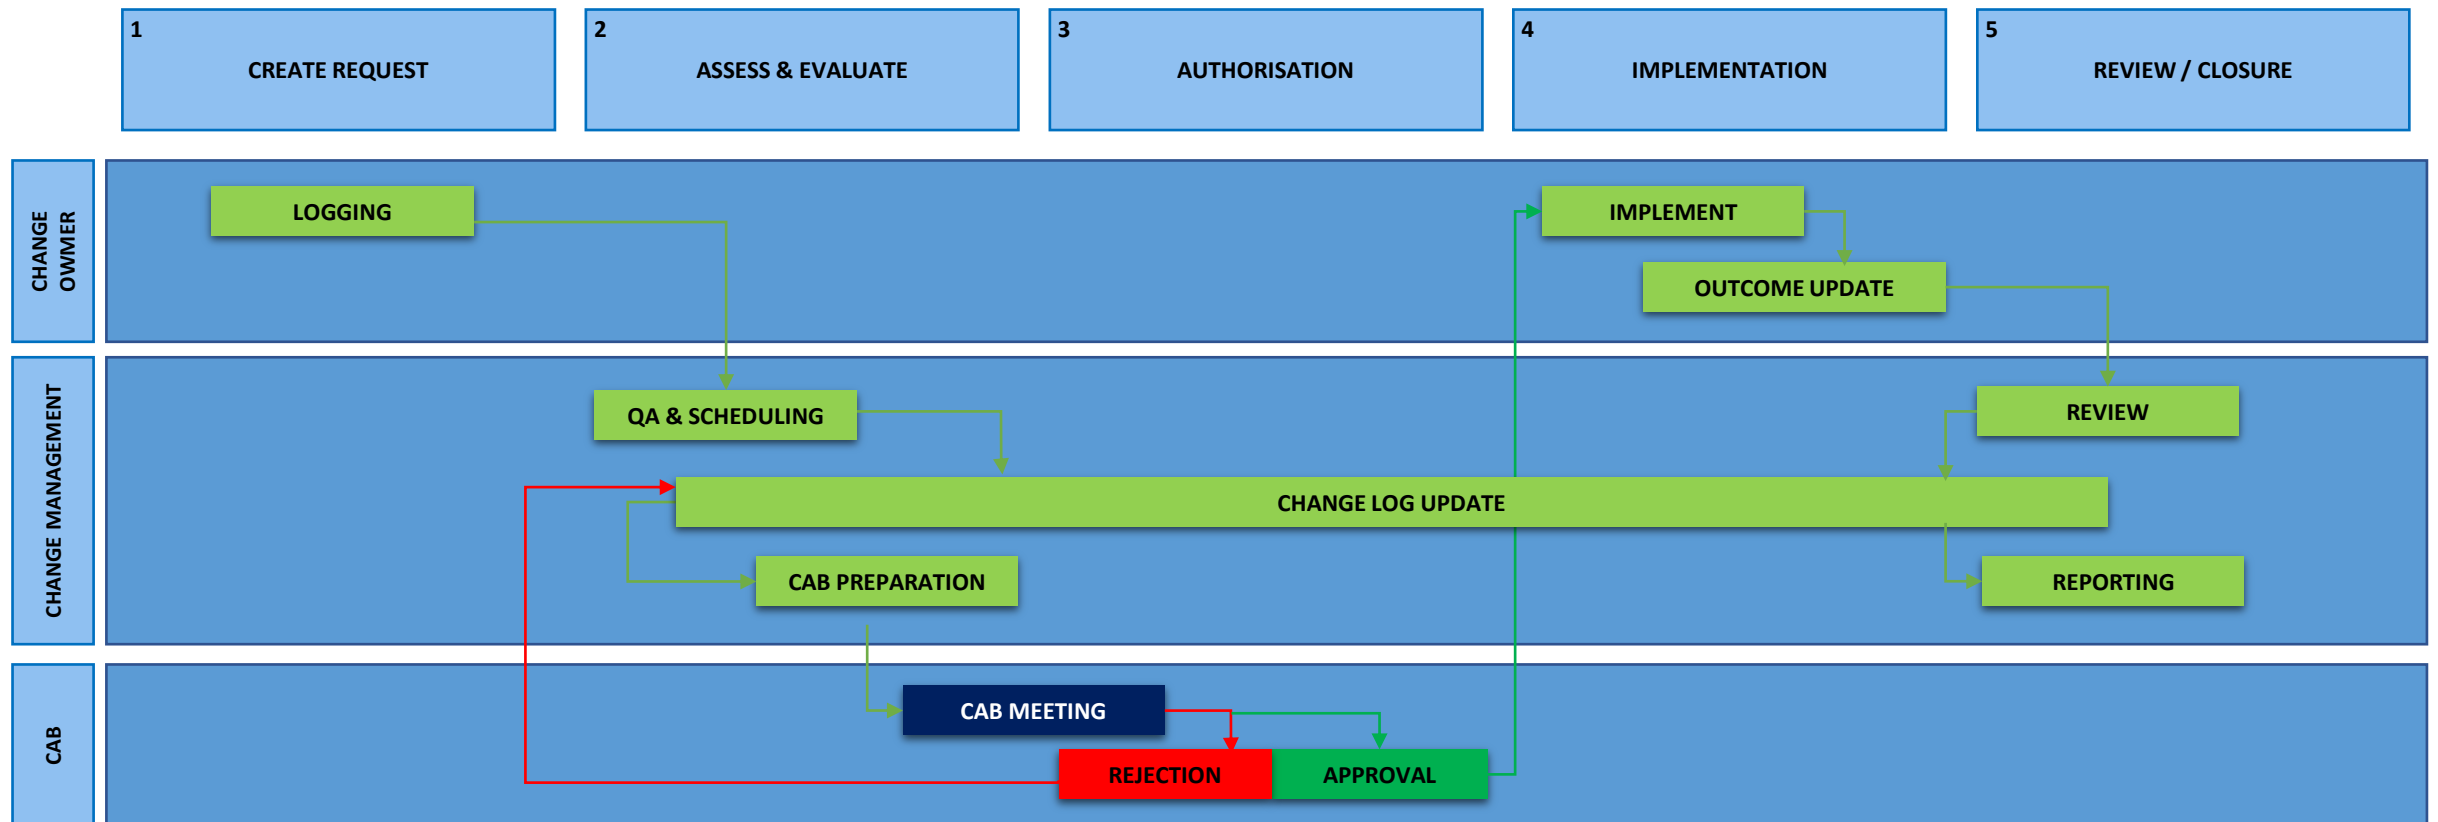 1
CREATE REQUEST
2
ASSESS & EVALUATE
3
AUTHORISATION
4
IMPLEMENTATION
5
REVIEW / CLOSURE
CHANGE
OWMER
LOGGING
IMPLEMENT
OUTCOME UPDATE
CHANGE MANAGEMENT
QA & SCHEDULING
REVIEW
CHANGE LOG UPDATE
CAB PREPARATION
REPORTING
CAB
CAB MEETING
REJECTION
APPROVAL